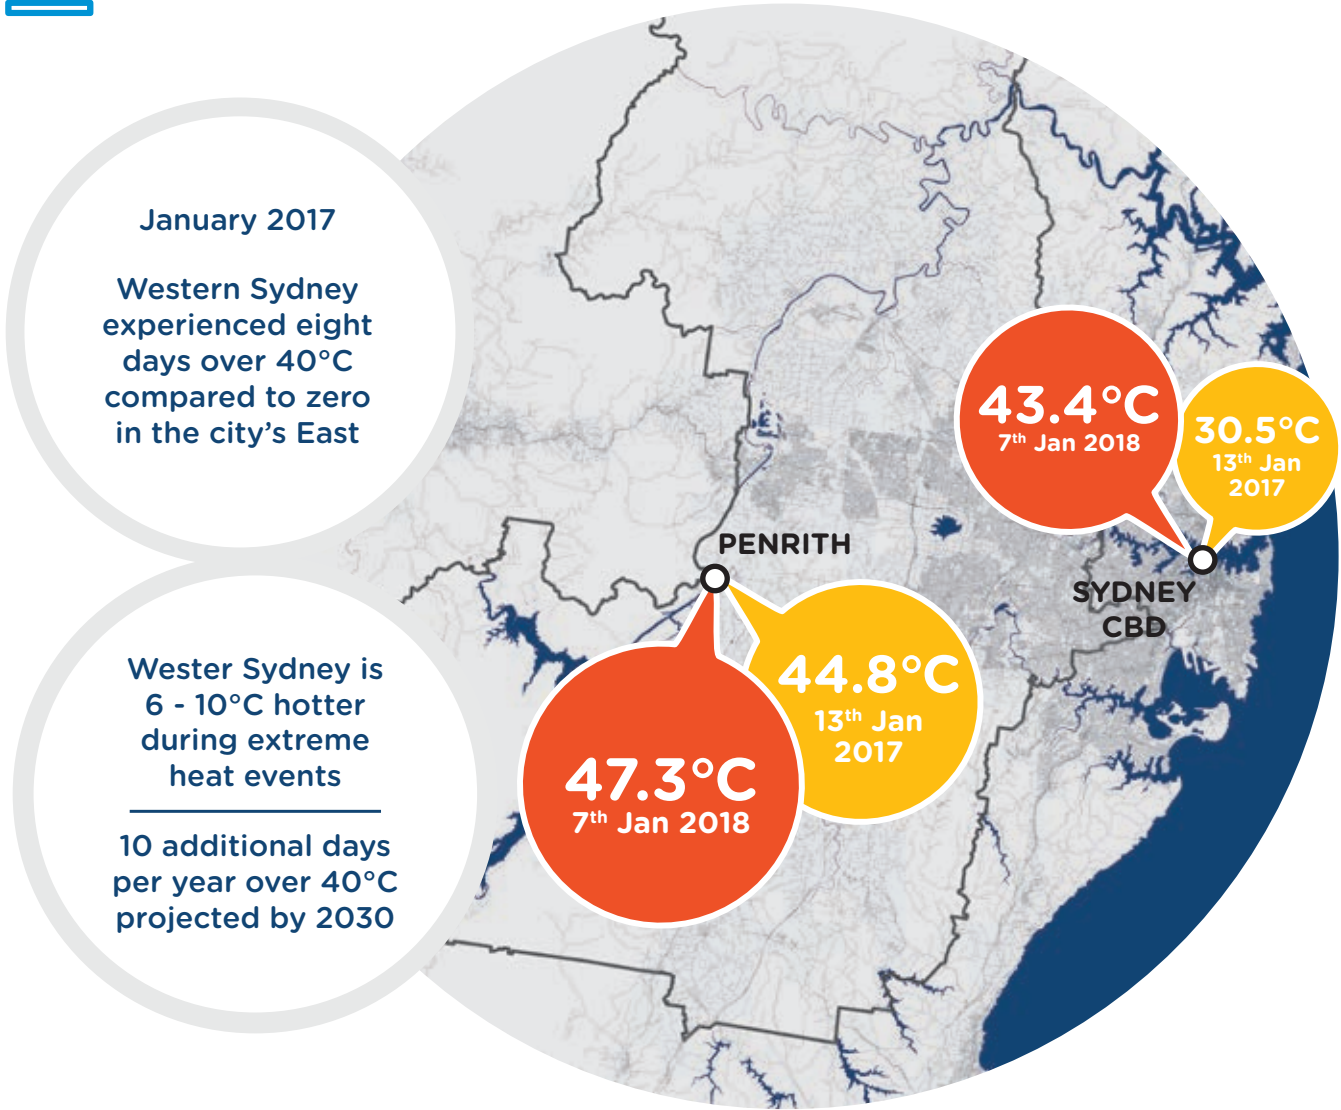 January 2017
Western Sydney
experienced eight
days over 40°C
compared to zero
in the city's East
Wester Sydney is
6 - 10°C hotter
during extreme
heat events
10 additional days
per year over 40°C
projected by 2030
43.4°C
7th Jan 2018
30.5°C
13th Jan
2017
PENRITH
SYDNEY
CBD
44.8°C
13th Jan
2017
47.3°C
7th Jan 2018